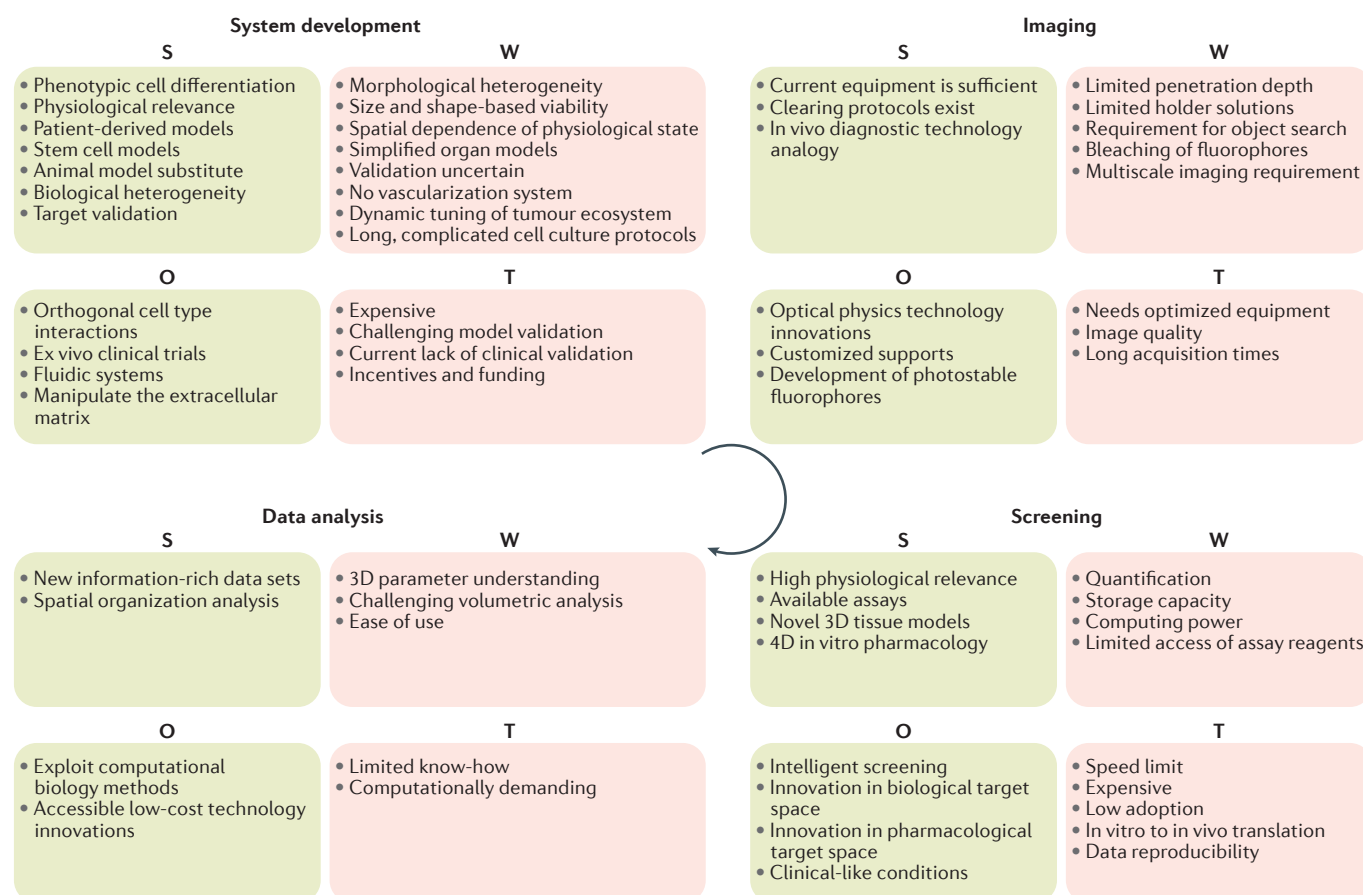 System development
S
• Phenotypic cell differentiation
• Physiological relevance
• Patient-derived models
• Stem cell models
• Animal model substitute
• Biological heterogeneity
• Target validation
W
• Morphological heterogeneity
• Size and shape-based viability
• Spatial dependence of physiological state
• Simplified organ models
• Validation uncertain
• No vascularization system
• Dynamic tuning of tumour ecosystem
• Long, complicated cell culture protocols
O
• Orthogonal cell type
interactions
• Ex vivo clinical trials
• Fluidic systems
• Manipulate the extracellular
matrix
T
• Expensive
• Challenging model validation
• Current lack of clinical validation
• Incentives and funding
Imaging
S
• Current equipment is sufficient
• Clearing protocols exist
• In vivo diagnostic technology
analogy
W
• Limited penetration depth
• Limited holder solutions
• Requirement for object search
• Bleaching of fluorophores
• Multiscale imaging requirement
O
• Optical physics technology
innovations
• Customized supports
• Development of photostable
fluorophores
T
• Needs optimized equipment
• Image quality
• Long acquisition times
Data analysis
S
• New information-rich data sets
• Spatial organization analysis
W
• 3D parameter understanding
• Challenging volumetric analysis
• Ease of use
O
• Exploit computational
biology methods
• Accessible low-cost technology
innovations
T
• Limited know-how
• Computationally demanding
Screening
S
• High physiological relevance
• Available assays
• Novel 3D tissue models
• 4D in vitro pharmacology
W
• Quantification
• Storage capacity
• Computing power
• Limited access of assay reagents
O
• Intelligent screening
• Innovation in biological target
space
• Innovation in pharmacological
target space
• Clinical-like conditions
T
• Speed limit
• Expensive
• Low adoption
• In vitro to in vivo translation
• Data reproducibility